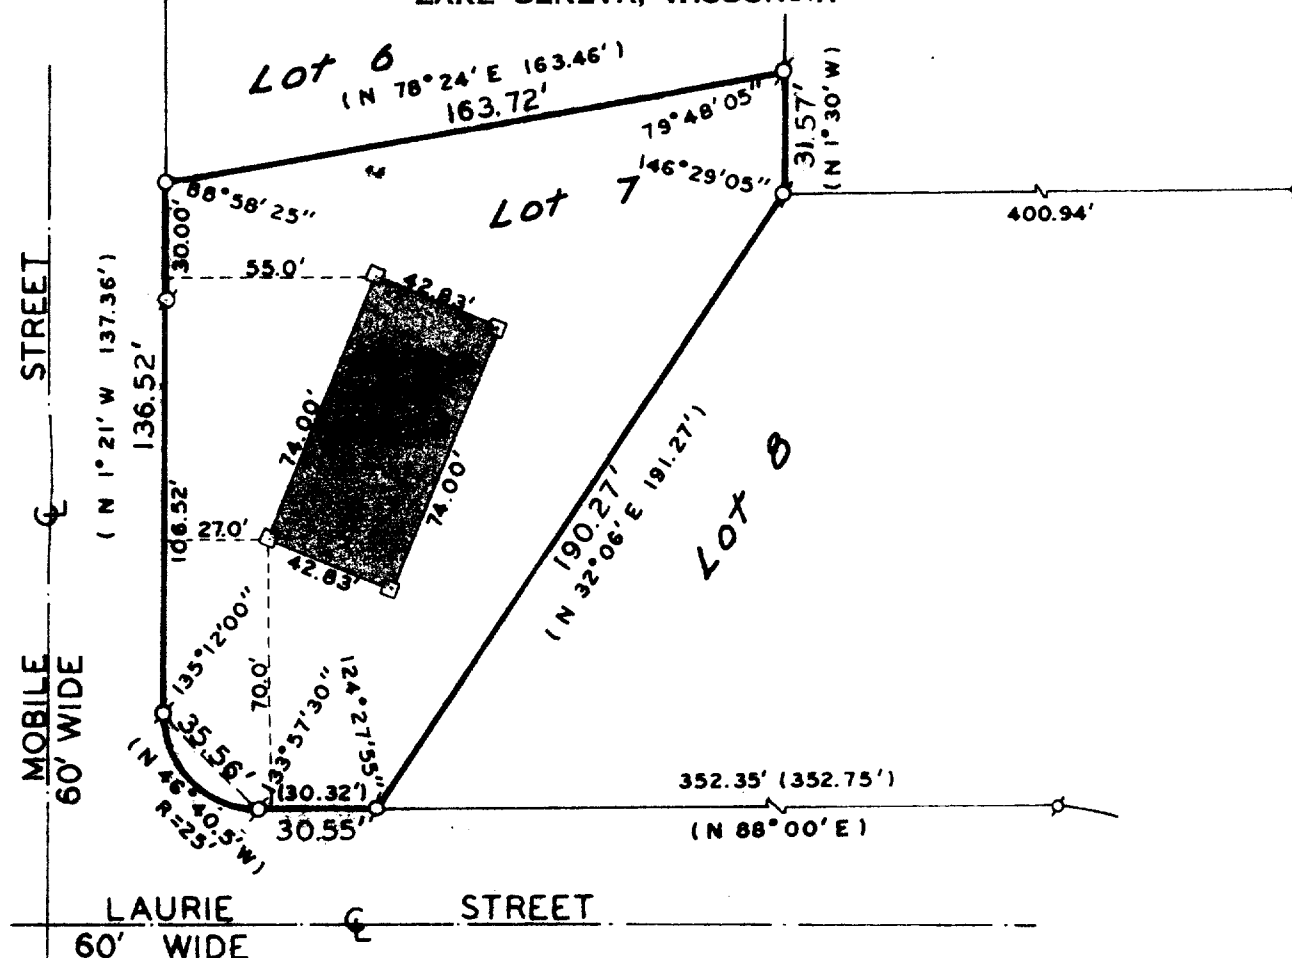 Lot 6
(N 78°24' E 163.46')
163.72'
79°48'05"
31.57'
(N 1°30' W)
146°29'05"
88°58'25"
Lot 7
400.94'
30.00'
55.0'
42.83'
STREET
(N 1°21' W 137.36')
136.52'
74.00'
74.00'
190.27'
(N 32°06' E 191.27')
Lot 8
106.52'
27.0'
42.83'
135°12'00"
MOBILE
60' WIDE
70.0'
133°57'30"
124°27'55"
35.56'
(N 46°40.5' W)
R=25'
(30.32')
30.55'
352.35' (352.75')
(N 88°00' E)
LAURIE STREET
60' WIDE